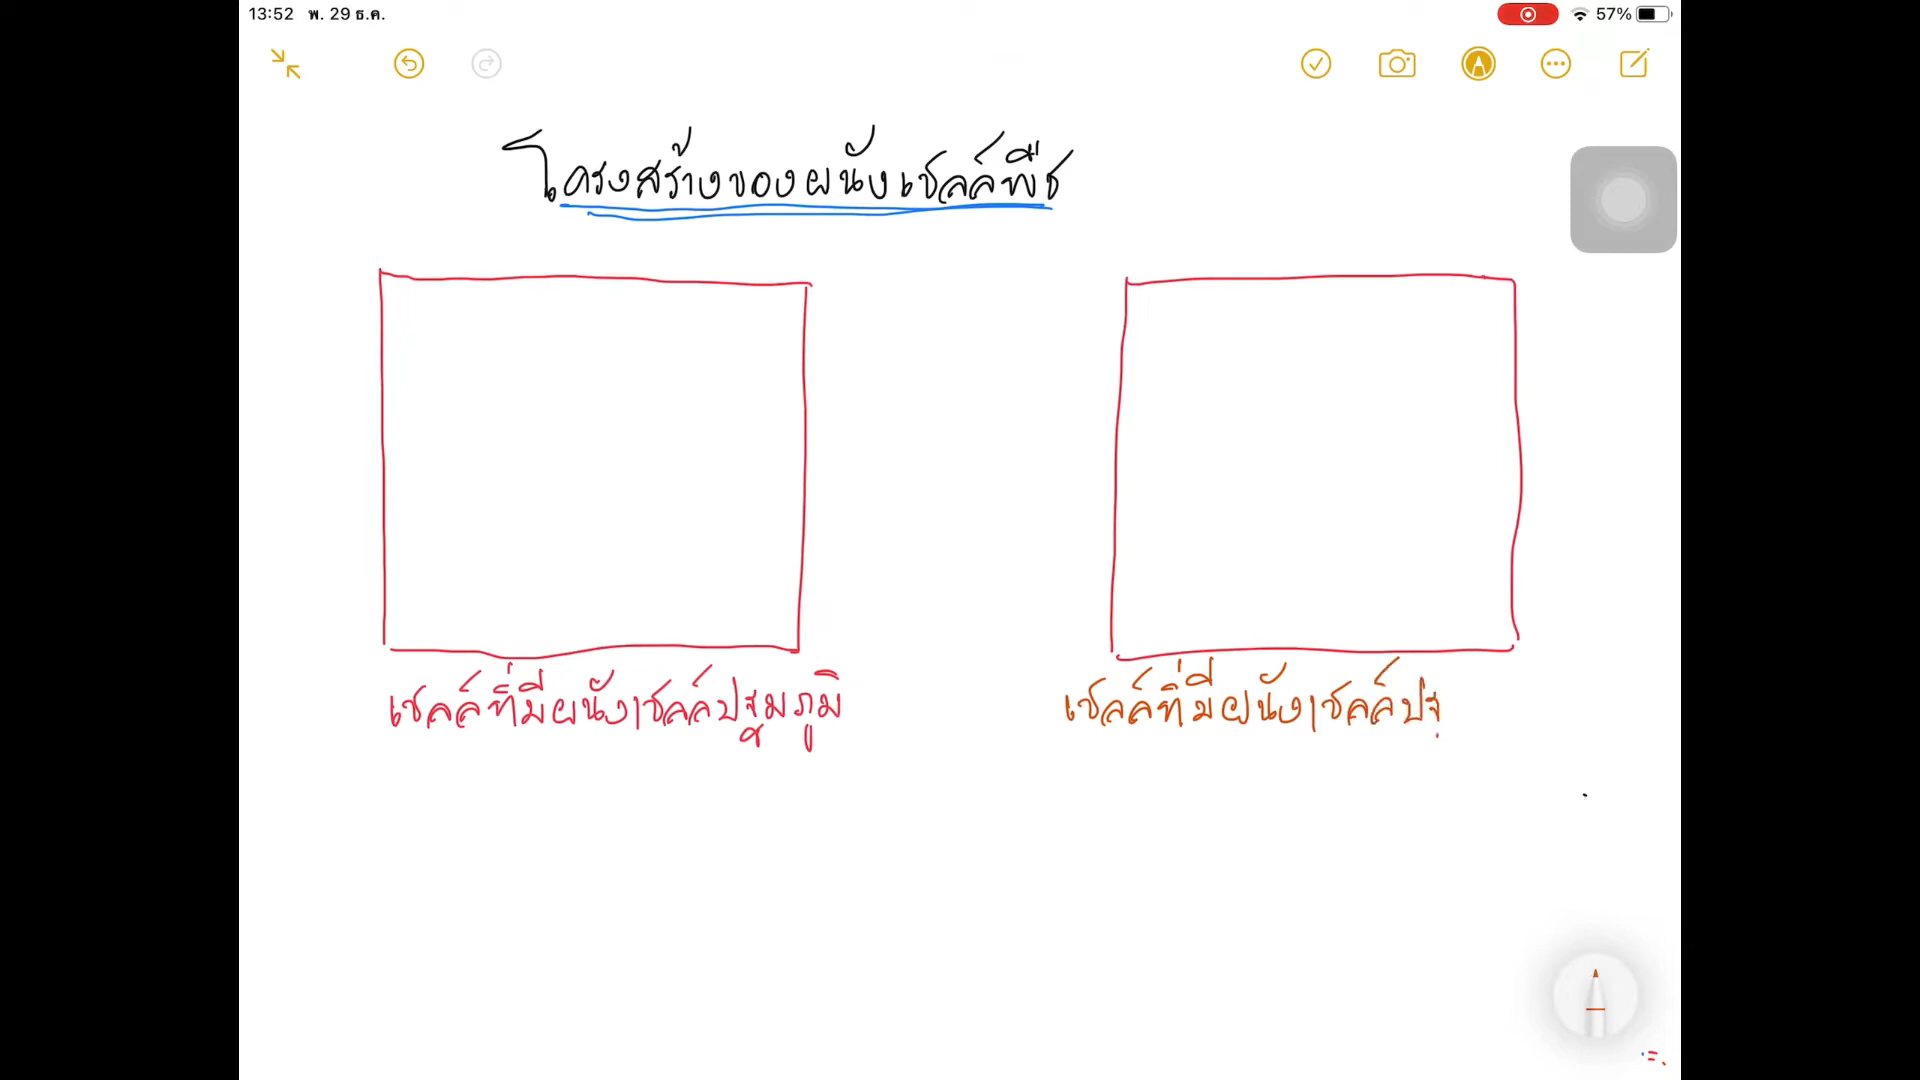 13:52 พ. 29 ธ.ค.
57%
โครงสร้างของผนังเซลล์พืช
เซลล์ที่มีผนังเซลล์ปฐมภูมิ
เซลล์ที่มีผนังเซลล์ปฐ